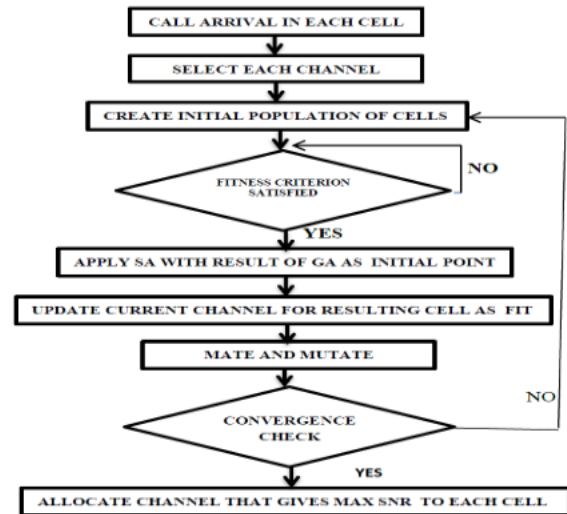 CALL ARRIVAL IN EACH CELL
SELECT EACH CHANNEL
CREATE INITIAL POPULATION OF CELLS
NO
FITNESS CRITERION
SATISFIED
YES
APPLY SA WITH RESULT OF GA AS INITIAL POINT
UPDATE CURRENT CHANNEL FOR RESULTING CELL AS FIT
MATE AND MUTATE
NO
CONVERGENCE
CHECK
YES
ALLOCATE CHANNEL THAT GIVES MAX SNR TO EACH CELL